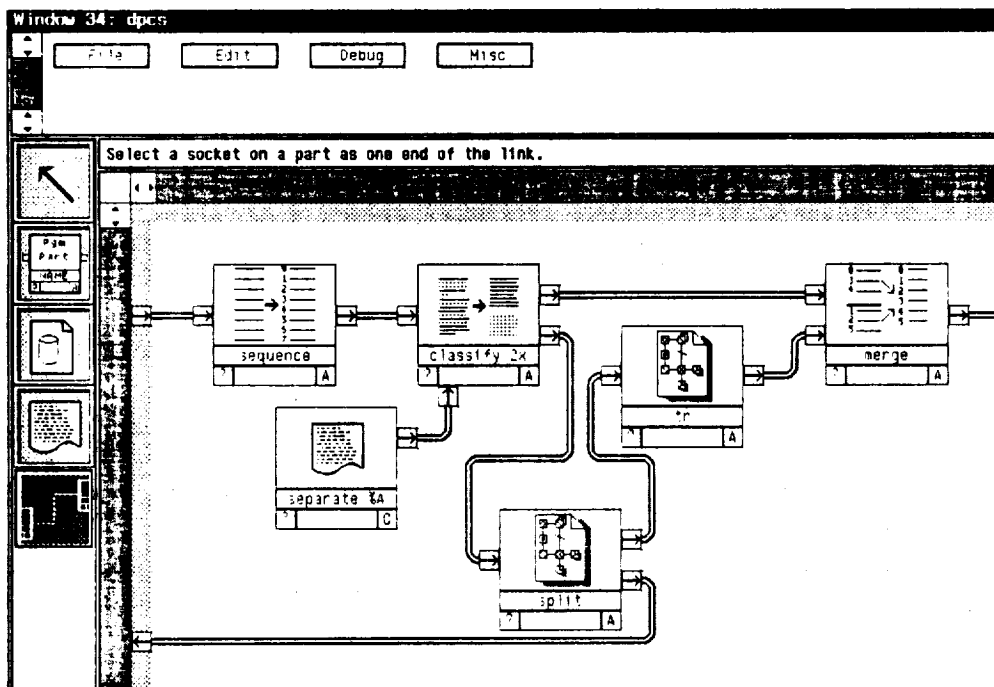 Window 34: dpcs
File Edit Debug Misc
Select a socket on a part as one end of the link.
Pgm
Part
NAME
sequence
? A
classify 2x
? A
merge
? A
tr
? A
separate %A
? C
split
? A